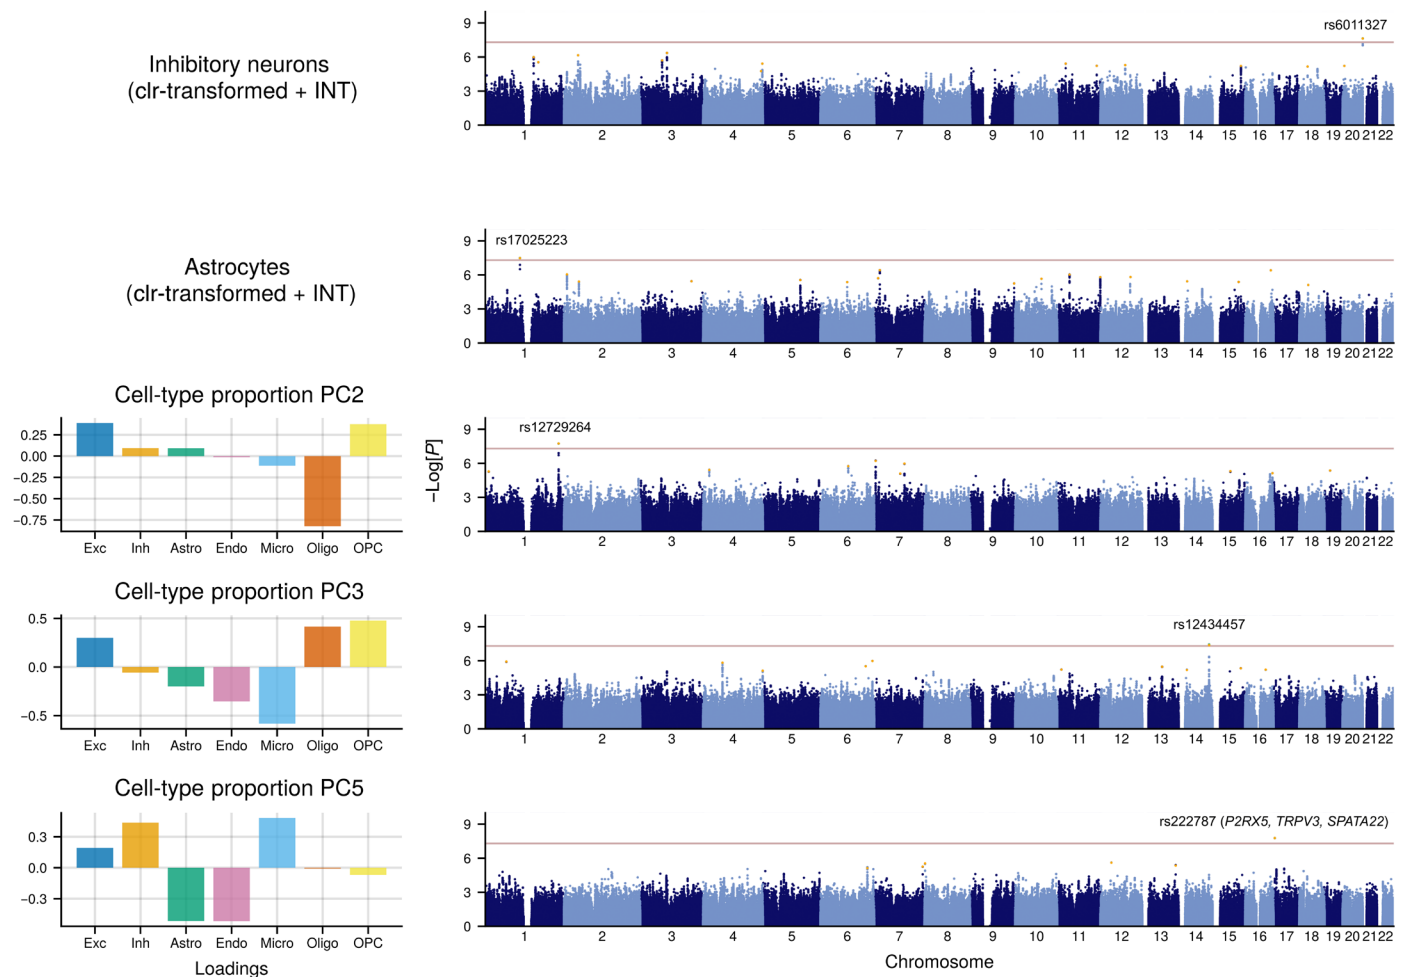 Inhibitory neurons
(clr-transformed + INT)
9
6
3
0
rs6011327
1 2 3 4 5 6 7 8 9 10 11 12 13 14 15 16 17 18 19 20 21 22
Astrocytes
(clr-transformed + INT)
9
6
3
0
rs17025223
1 2 3 4 5 6 7 8 9 10 11 12 13 14 15 16 17 18 19 20 21 22
Cell-type proportion PC2
0.25
0.00
−0.25
−0.50
−0.75
Exc Inh Astro Endo Micro Oligo OPC
−Log[P]
9
6
3
0
rs12729264
1 2 3 4 5 6 7 8 9 10 11 12 13 14 15 16 17 18 19 20 21 22
Cell-type proportion PC3
0.5
0.0
−0.5
Exc Inh Astro Endo Micro Oligo OPC
9
6
3
0
rs12434457
1 2 3 4 5 6 7 8 9 10 11 12 13 14 15 16 17 18 19 20 21 22
Cell-type proportion PC5
0.3
0.0
−0.3
Exc Inh Astro Endo Micro Oligo OPC
Loadings
9
6
3
0
rs222787 (P2RX5, TRPV3, SPATA22)
1 2 3 4 5 6 7 8 9 10 11 12 13 14 15 16 17 18 19 20 21 22
Chromosome